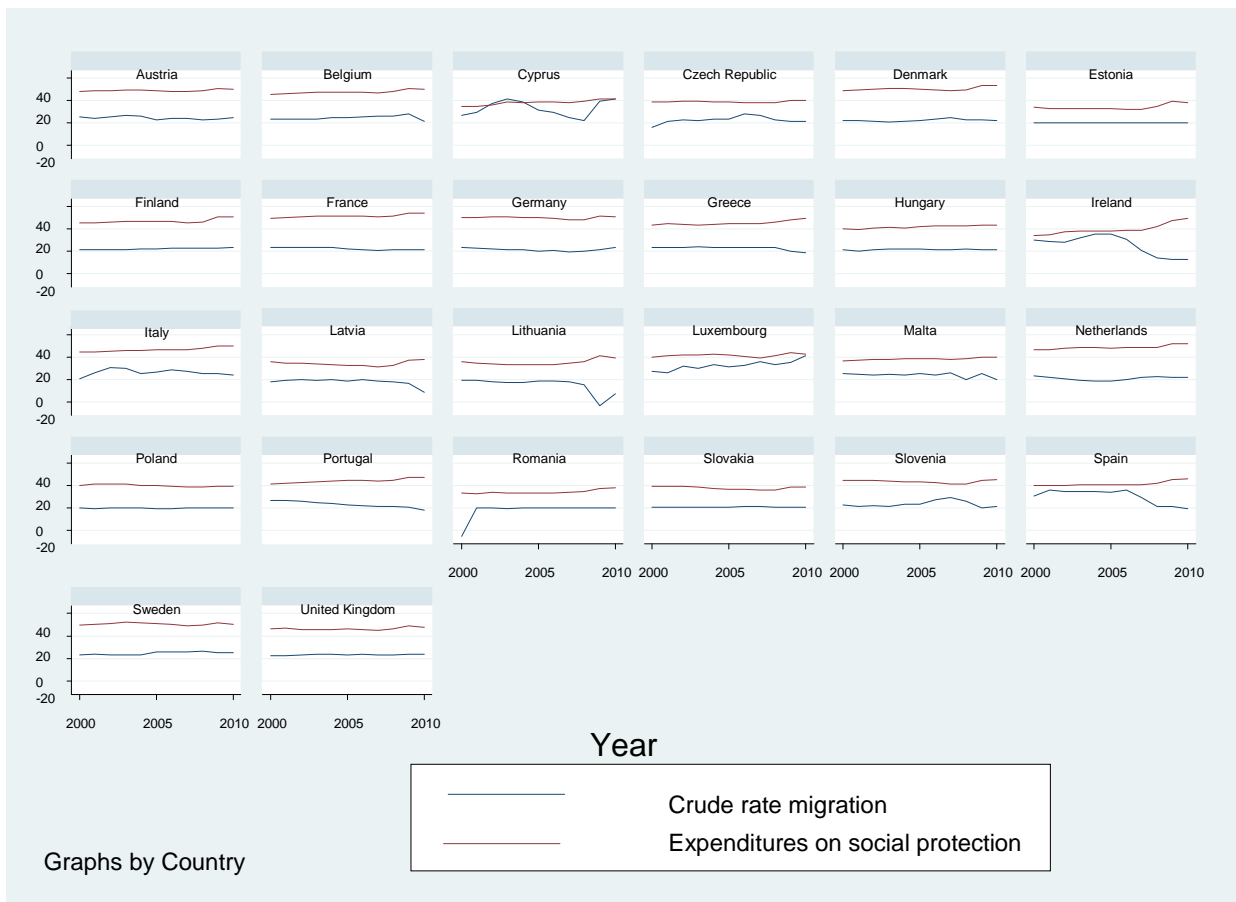 Austria Belgium Cyprus Czech Republic Denmark Estonia
40
20
0
-20
Finland France Germany Greece Hungary Ireland
40
20
0
-20
Italy Latvia Lithuania Luxembourg Malta Netherlands
40
20
0
-20
Poland Portugal Romania Slovakia Slovenia Spain
40
20
0
-20
2000 2005 2010 2000 2005 2010 2000 2005 2010 2000 2005 2010
Sweden United Kingdom
40
20
0
-20
2000 2005 2010 2000 2005 2010
Year
Crude rate migration
Expenditures on social protection
Graphs by Country